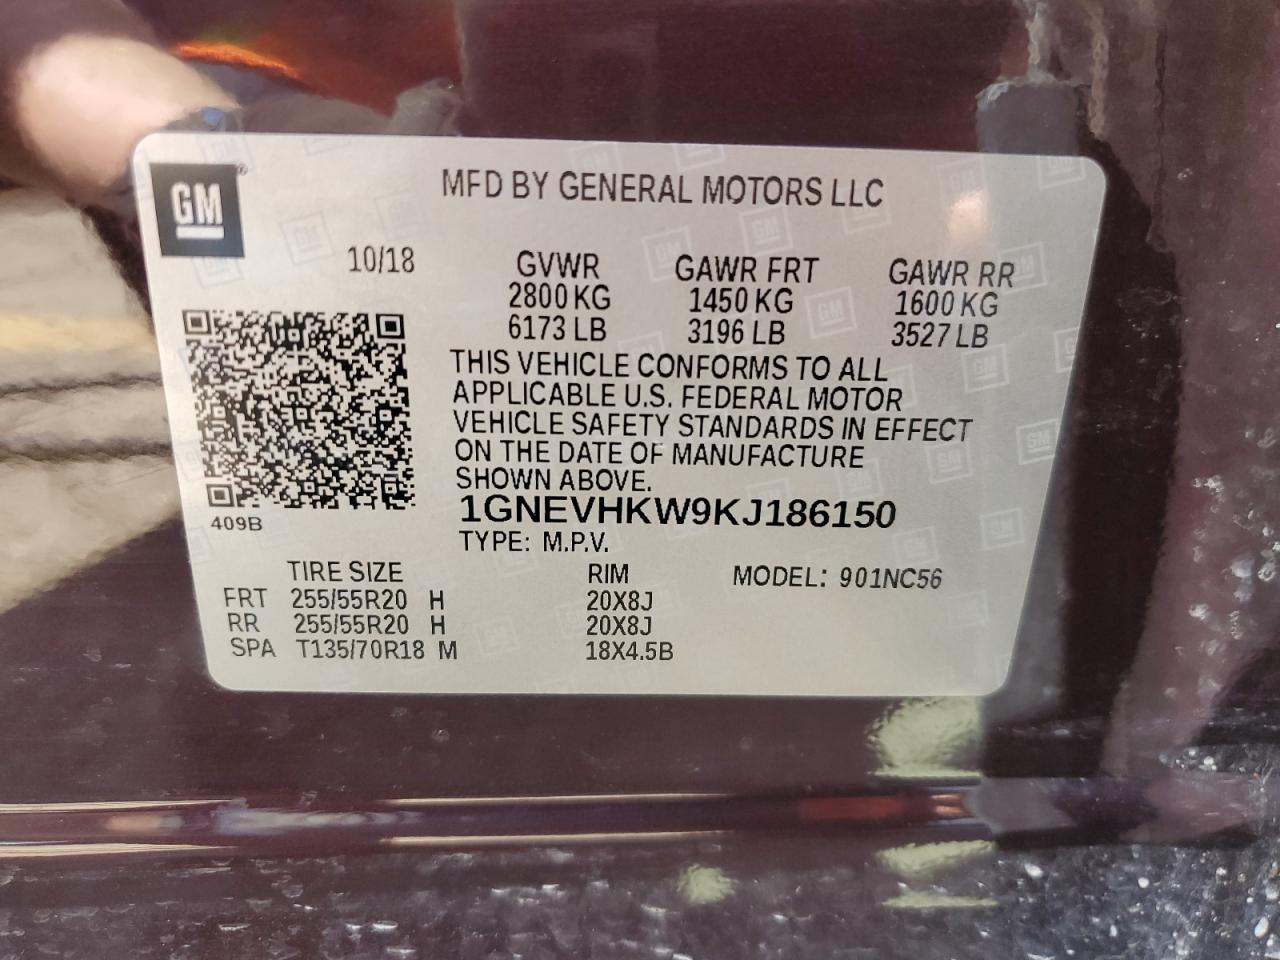 GM
MFD BY GENERAL MOTORS LLC
10/18 GVWR GAWR FRT GAWR RR
2800 KG 1450 KG 1600 KG
6173 LB 3196 LB 3527 LB
THIS VEHICLE CONFORMS TO ALL
APPLICABLE U.S. FEDERAL MOTOR
VEHICLE SAFETY STANDARDS IN EFFECT
ON THE DATE OF MANUFACTURE
SHOWN ABOVE.
1GNEVHKW9KJ186150
409B
TYPE: M.P.V.
TIRE SIZE RIM MODEL: 901NC56
FRT 255/55R20 H 20X8J
RR 255/55R20 H 20X8J
SPA T135/70R18 M 18X4.5B